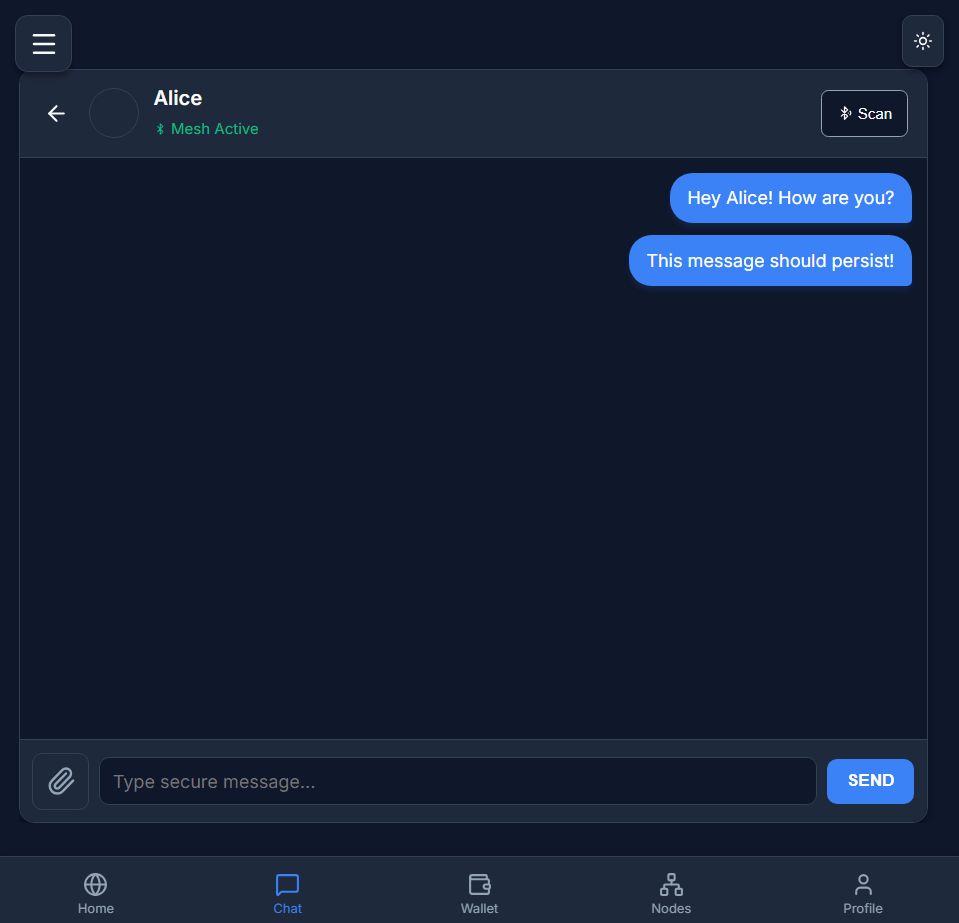 Alice
Mesh Active
Scan
Hey Alice! How are you?
This message should persist!
Type secure message...
SEND
Home
Chat
Wallet
Nodes
Profile